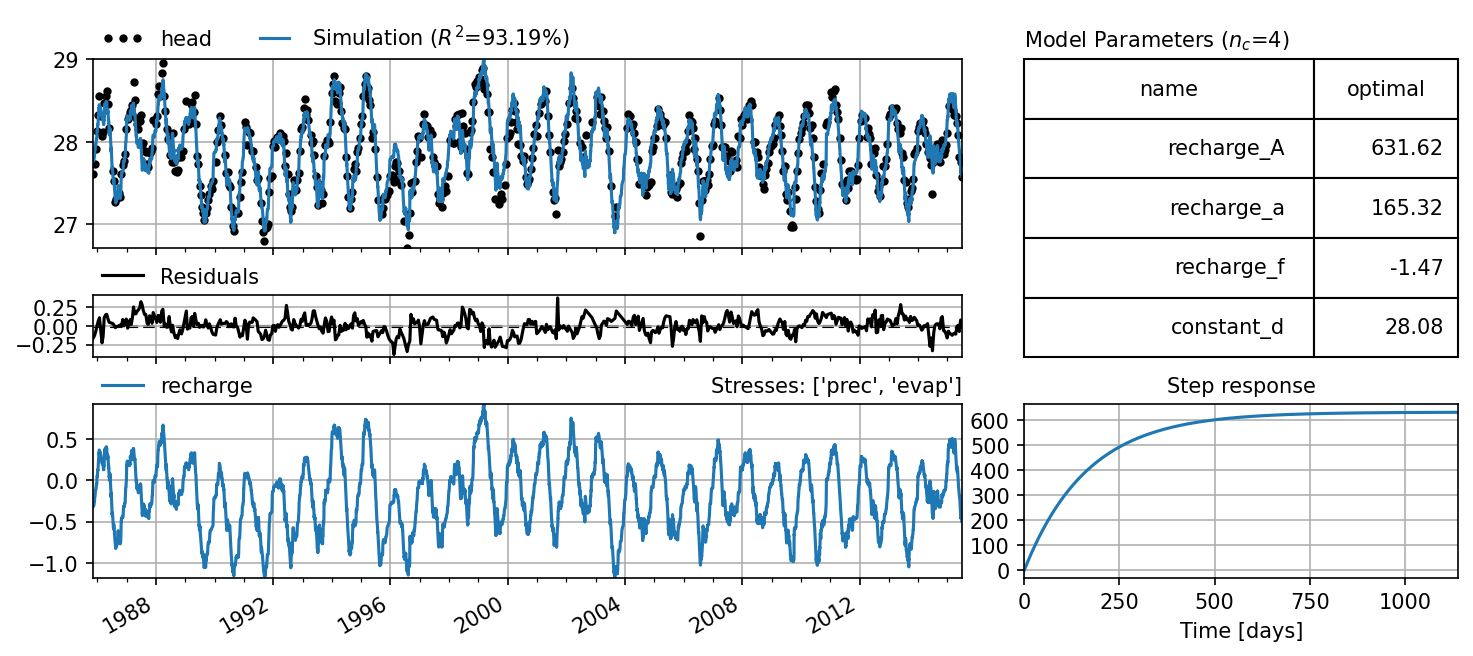 head
Simulation (R²=93.19%)
29
28
27
Residuals
0.25
0.00
−0.25
recharge
Stresses: ['prec', 'evap']
0.5
0.0
−0.5
−1.0
1988
1992
1996
2000
2004
2008
2012
Model Parameters (n_c=4)
name optimal
recharge_A 631.62
recharge_a 165.32
recharge_f -1.47
constant_d 28.08
Step response
600
500
400
300
200
100
0
0 250 500 750 1000
Time [days]